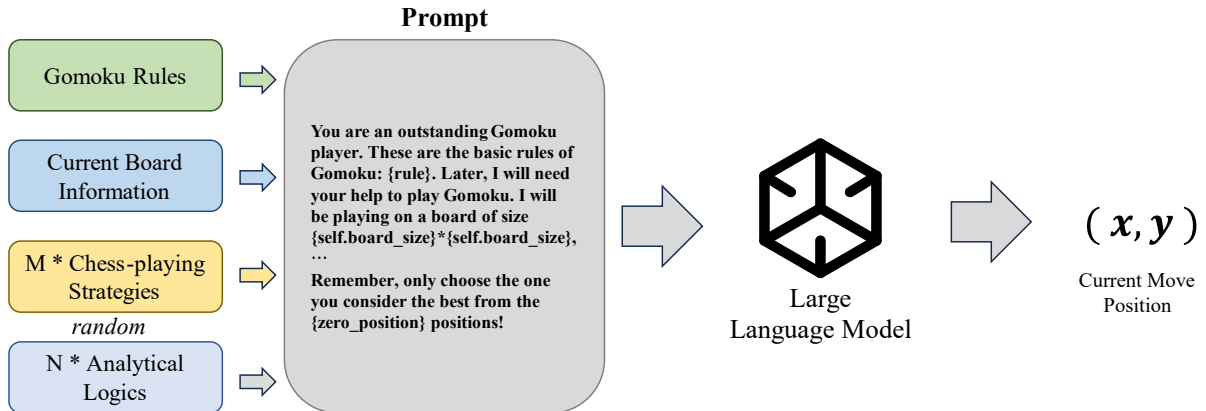 Prompt
Gomoku Rules
Current Board
Information
M * Chess-playing
Strategies
random
N * Analytical
Logics
You are an outstanding Gomoku
player. These are the basic rules of
Gomoku: {rule}. Later, I will need
your help to play Gomoku. I will
be playing on a board of size
{self.board_size}*{self.board_size},
…
Remember, only choose the one
you consider the best from the
{zero_position} positions!
Large
Language Model
( x, y )
Current Move
Position